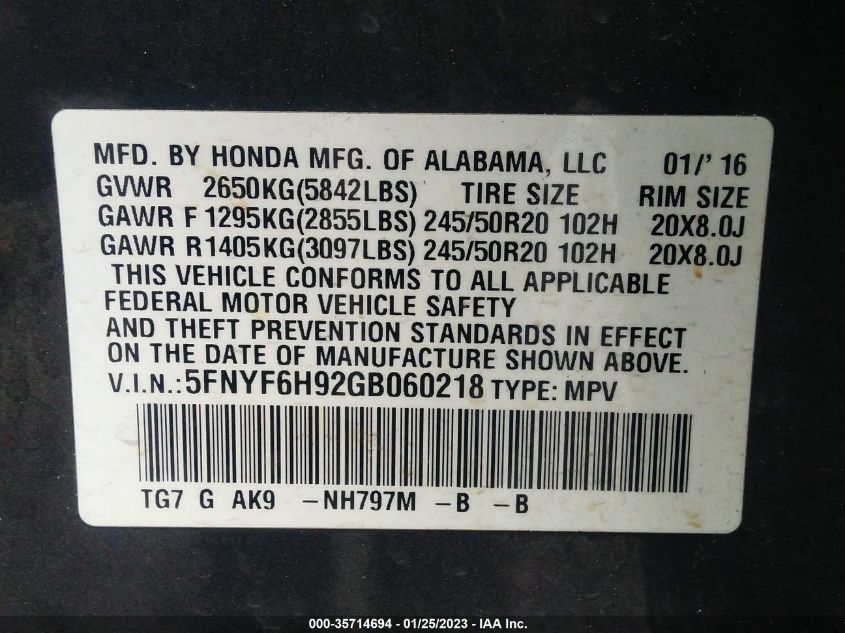 MFD. BY HONDA MFG. OF ALABAMA, LLC 01/' 16
GVWR 2650KG(5842LBS) TIRE SIZE RIM SIZE
GAWR F 1295KG(2855LBS) 245/50R20 102H 20X8.0J
GAWR R1405KG(3097LBS) 245/50R20 102H 20X8.0J
THIS VEHICLE CONFORMS TO ALL APPLICABLE
FEDERAL MOTOR VEHICLE SAFETY
AND THEFT PREVENTION STANDARDS IN EFFECT
ON THE DATE OF MANUFACTURE SHOWN ABOVE.
V.I.N.:5FNYF6H92GB060218 TYPE: MPV
TG7 G AK9 -NH797M -B -B
000-35714694 - 01/25/2023 - IAA Inc.